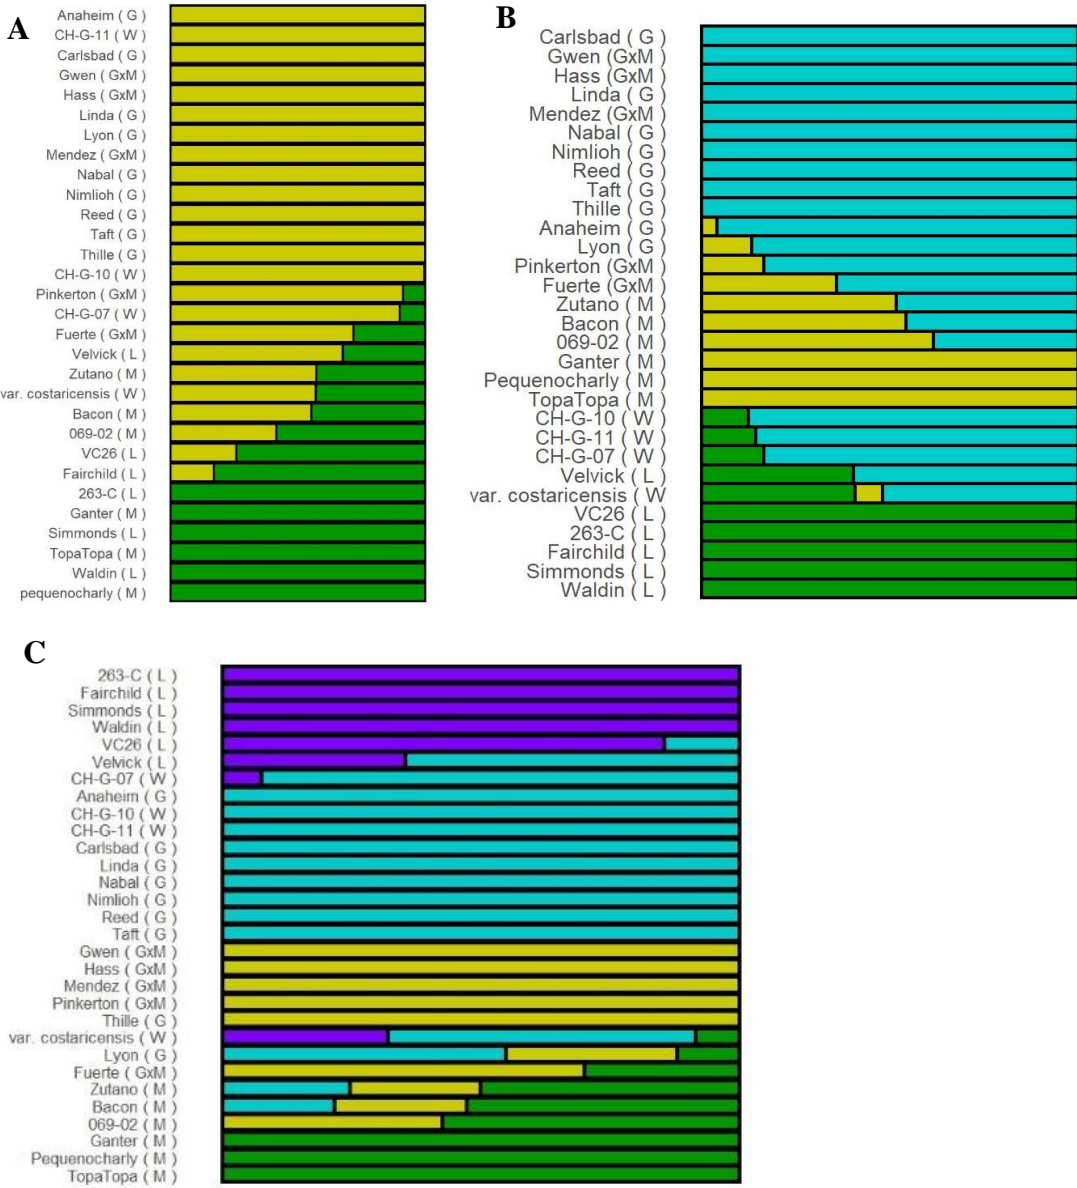 A
Anaheim ( G )
CH-G-11 ( W )
Carlsbad ( G )
Gwen ( GxM )
Hass ( GxM )
Linda ( G )
Lyon ( G )
Mendez ( GxM )
Nabal ( G )
Nimlioh ( G )
Reed ( G )
Taft ( G )
Thille ( G )
CH-G-10 ( W )
Pinkerton ( GxM )
CH-G-07 ( W )
Fuerte ( GxM )
Velvick ( L )
Zutano ( M )
var. costaricensis ( W )
Bacon ( M )
069-02 ( M )
VC26 ( L )
Fairchild ( L )
263-C ( L )
Ganter ( M )
Simmonds ( L )
TopaTopa ( M )
Waldin ( L )
pequenocharly ( M )
B
Carlsbad ( G )
Gwen (GxM )
Hass (GxM )
Linda ( G )
Mendez (GxM )
Nabal ( G )
Nimlioh ( G )
Reed ( G )
Taft ( G )
Thille ( G )
Anaheim ( G )
Lyon ( G )
Pinkerton (GxM )
Fuerte (GxM )
Zutano ( M )
Bacon ( M )
069-02 ( M )
Ganter ( M )
Pequenocharly ( M )
TopaTopa ( M )
CH-G-10 ( W )
CH-G-11 ( W )
CH-G-07 ( W )
Velvick ( L )
var. costaricensis ( W
VC26 ( L )
263-C ( L )
Fairchild ( L )
Simmonds ( L )
Waldin ( L )
C
263-C ( L )
Fairchild ( L )
Simmonds ( L )
Waldin ( L )
VC26 ( L )
Velvick ( L )
CH-G-07 ( W )
Anaheim ( G )
CH-G-10 ( W )
CH-G-11 ( W )
Carlsbad ( G )
Linda ( G )
Nabal ( G )
Nimlioh ( G )
Reed ( G )
Taft ( G )
Gwen ( GxM )
Hass ( GxM )
Mendez ( GxM )
Pinkerton ( GxM )
Thille ( G )
var. costaricensis ( W )
Lyon ( G )
Fuerte ( GxM )
Zutano ( M )
Bacon ( M )
069-02 ( M )
Ganter ( M )
Pequenocharly ( M )
TopaTopa ( M )